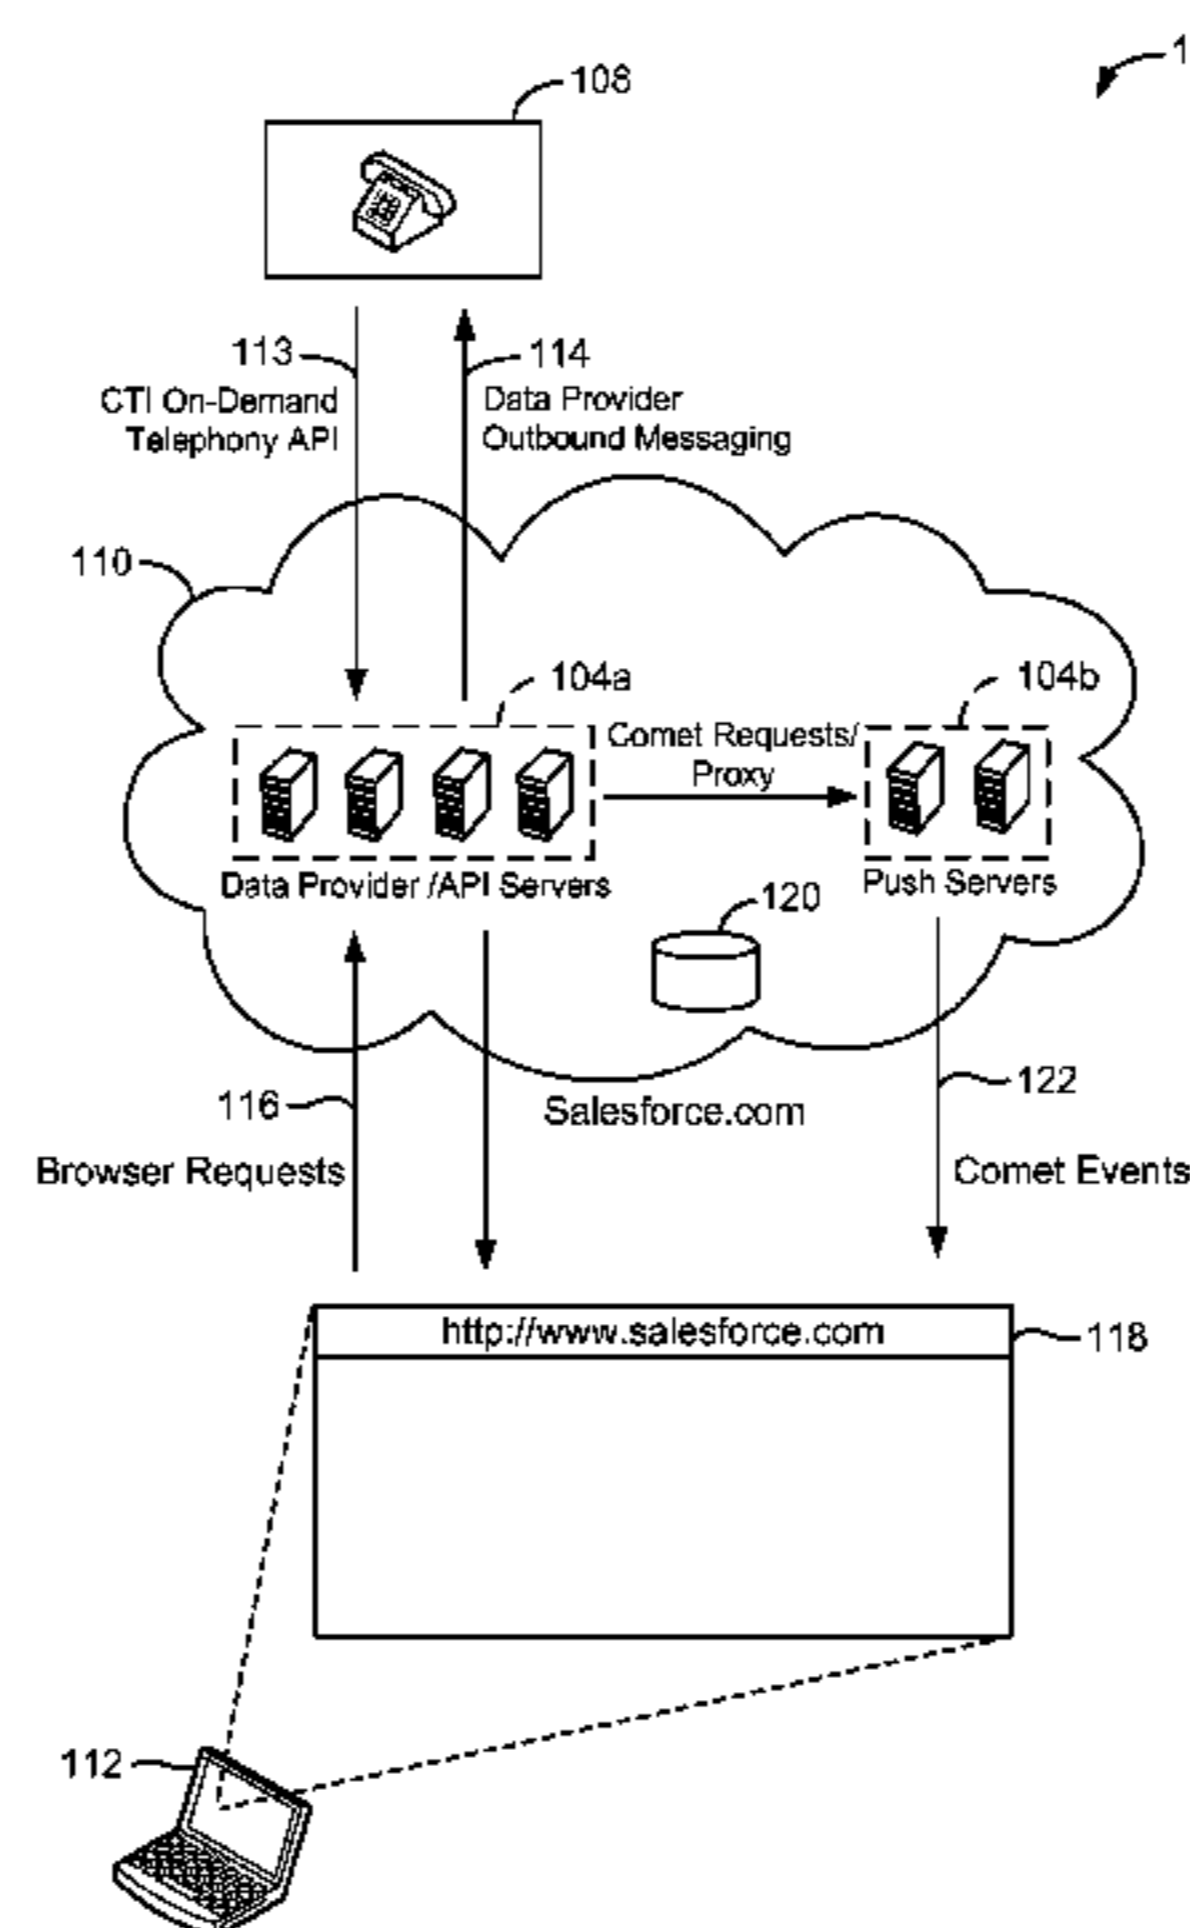 1
108
113
CTI On-Demand
Telephony API
114
Data Provider
Outbound Messaging
110
104a
104b
Comet Requests/
Proxy
Data Provider /API Servers
Push Servers
120
116
Browser Requests
Salesforce.com
122
Comet Events
http://www.salesforce.com
118
112